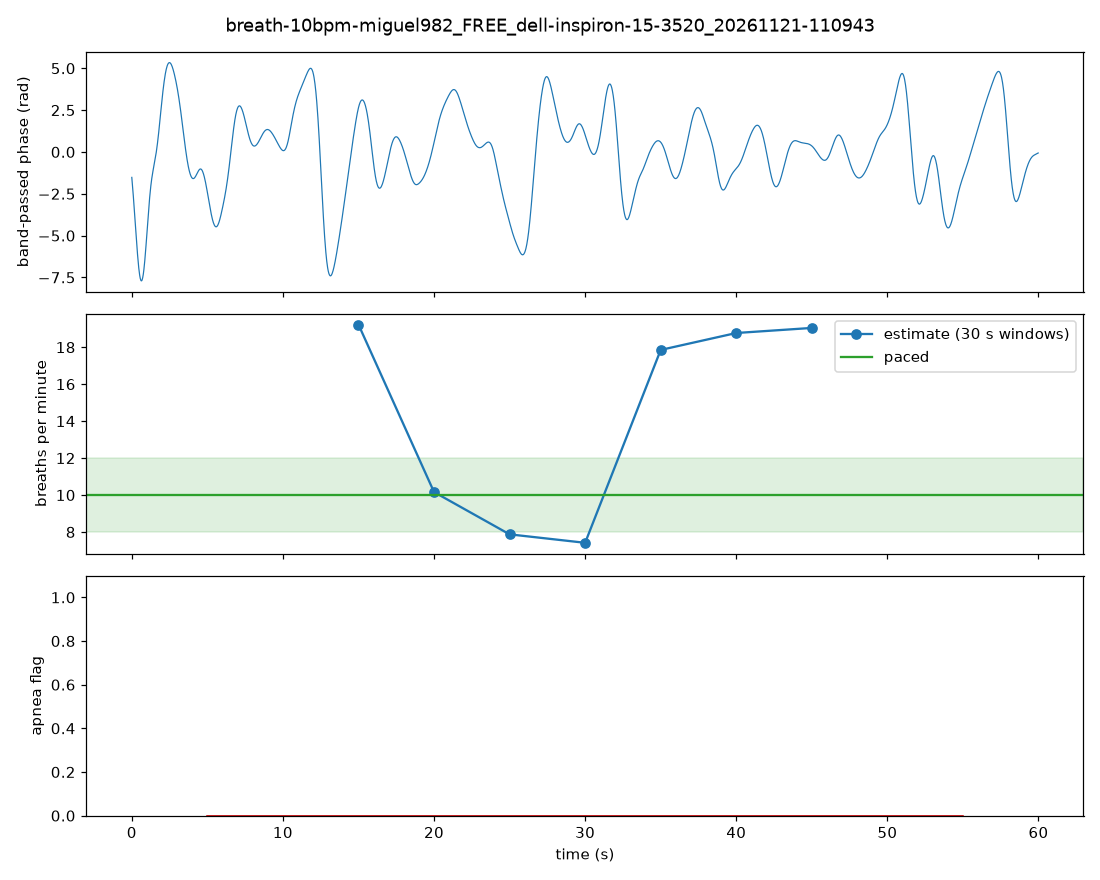 breath-10bpm-miguel982_FREE_dell-inspiron-15-3520_20261121-110943
band-passed phase (rad)
5.0
2.5
0.0
−2.5
−5.0
−7.5
breaths per minute
18
16
14
12
10
8
estimate (30 s windows)
paced
apnea flag
1.0
0.8
0.6
0.4
0.2
0.0
0 10 20 30 40 50 60
time (s)